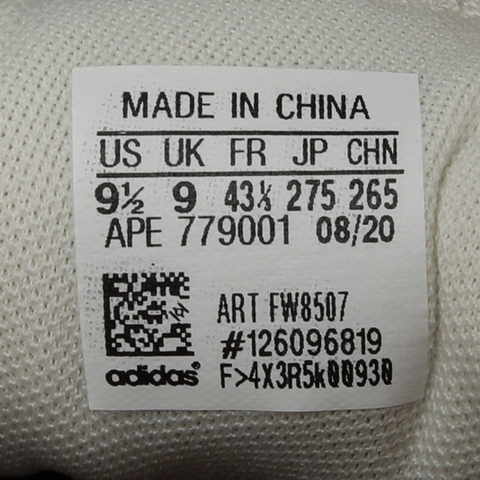 MADE IN CHINA
US UK FR JP CHN
9½ 9 43⅓ 275 265
APE 779001 08/20
ART FW8507
#126096819
adidas® F>4X3R5k00930